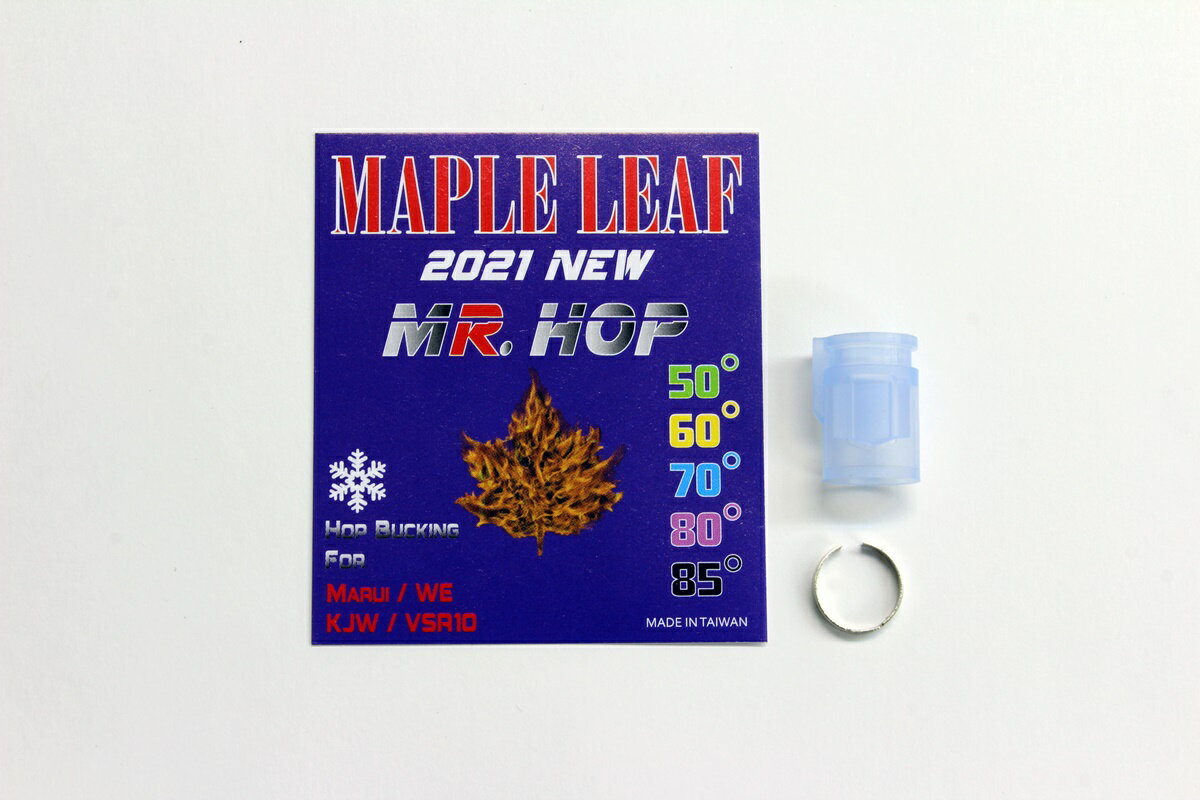 MAPLE LEAF
2021 NEW
MR. HOP
50°
60°
70°
80°
85°
HOP BUCKING
FOR
MARUI / WE
KJW / VSR10
MADE IN TAIWAN